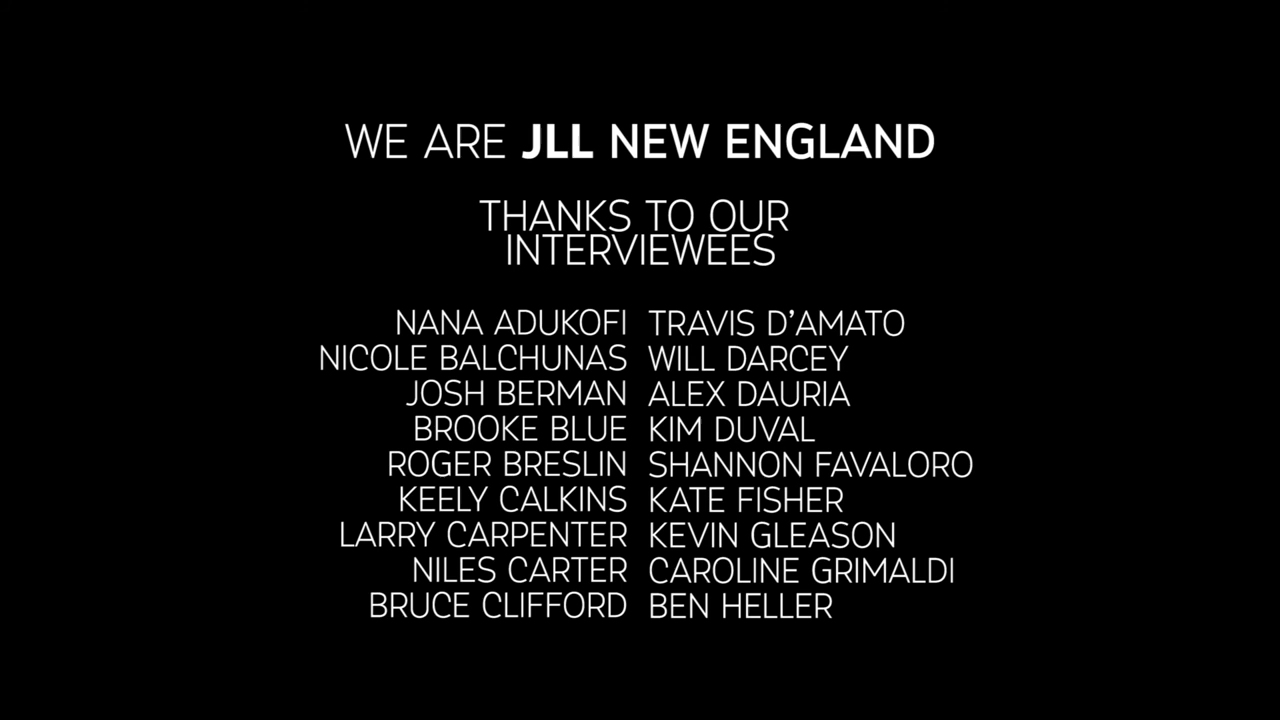 WE ARE JLL NEW ENGLAND
THANKS TO OUR
INTERVIEWEES
NANA ADUKOFI TRAVIS D’AMATO
NICOLE BALCHUNAS WILL DARCEY
JOSH BERMAN ALEX DAURIA
BROOKE BLUE KIM DUVAL
ROGER BRESLIN SHANNON FAVALORO
KEELY CALKINS KATE FISHER
LARRY CARPENTER KEVIN GLEASON
NILES CARTER CAROLINE GRIMALDI
BRUCE CLIFFORD BEN HELLER